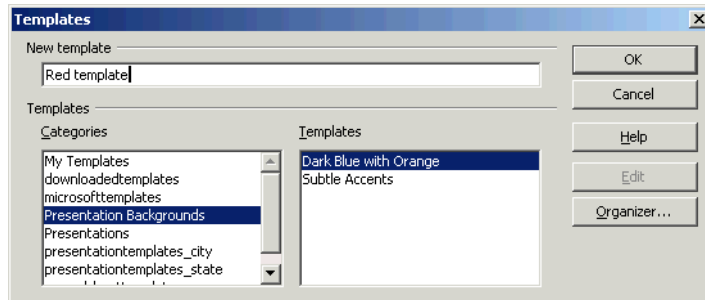 Templates
New template
Red template
OK
Cancel
Templates
Categories
Templates
Help
My Templates
downloadedtemplates
microsofttemplates
Presentation Backgrounds
Presentations
presentationtemplates_city
presentationtemplates_state
Dark Blue with Orange
Subtle Accents
Edit
Organizer...